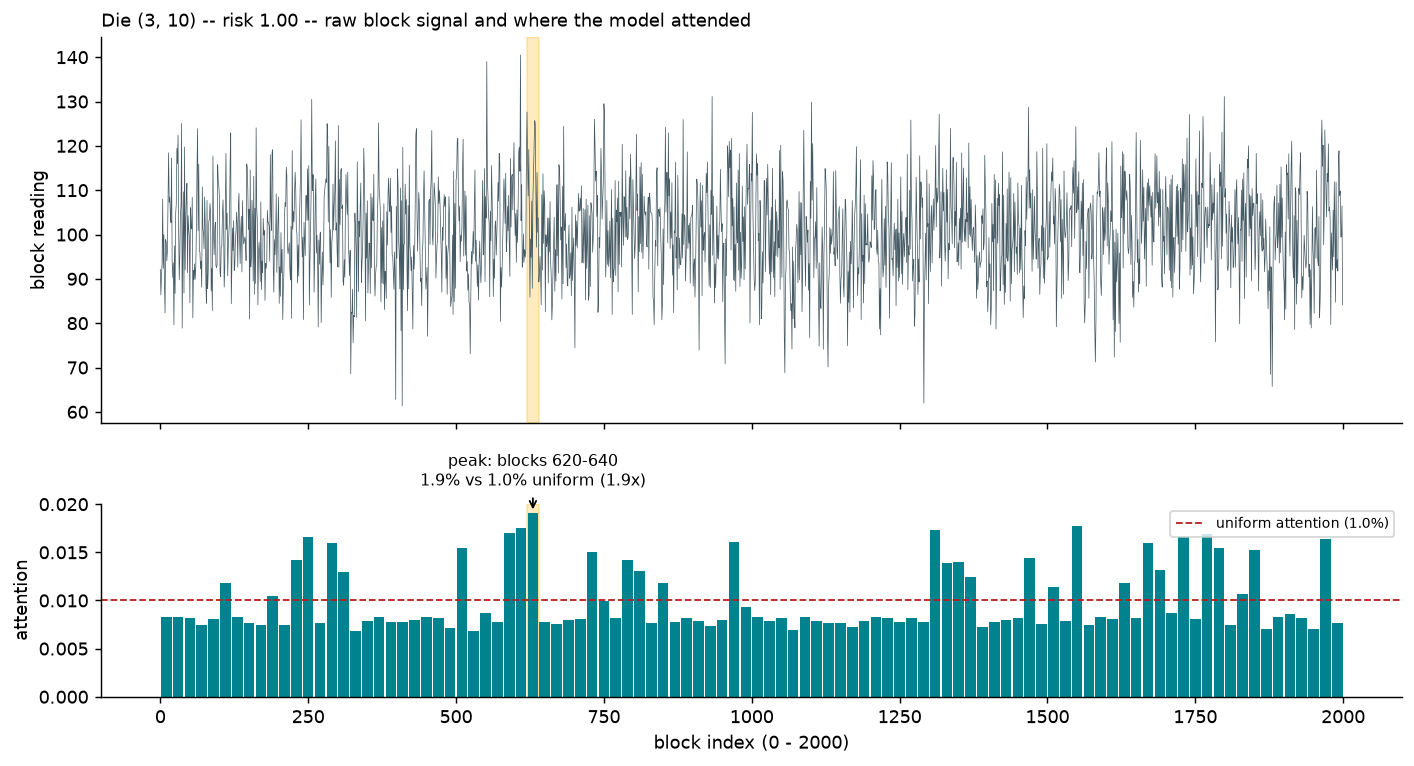 Die (3, 10) -- risk 1.00 -- raw block signal and where the model attended
block reading
140
130
120
110
100
90
80
70
60
peak: blocks 620-640
1.9% vs 1.0% uniform (1.9x)
attention
0.020
0.015
0.010
0.005
0.000
uniform attention (1.0%)
0 250 500 750 1000 1250 1500 1750 2000
block index (0 - 2000)